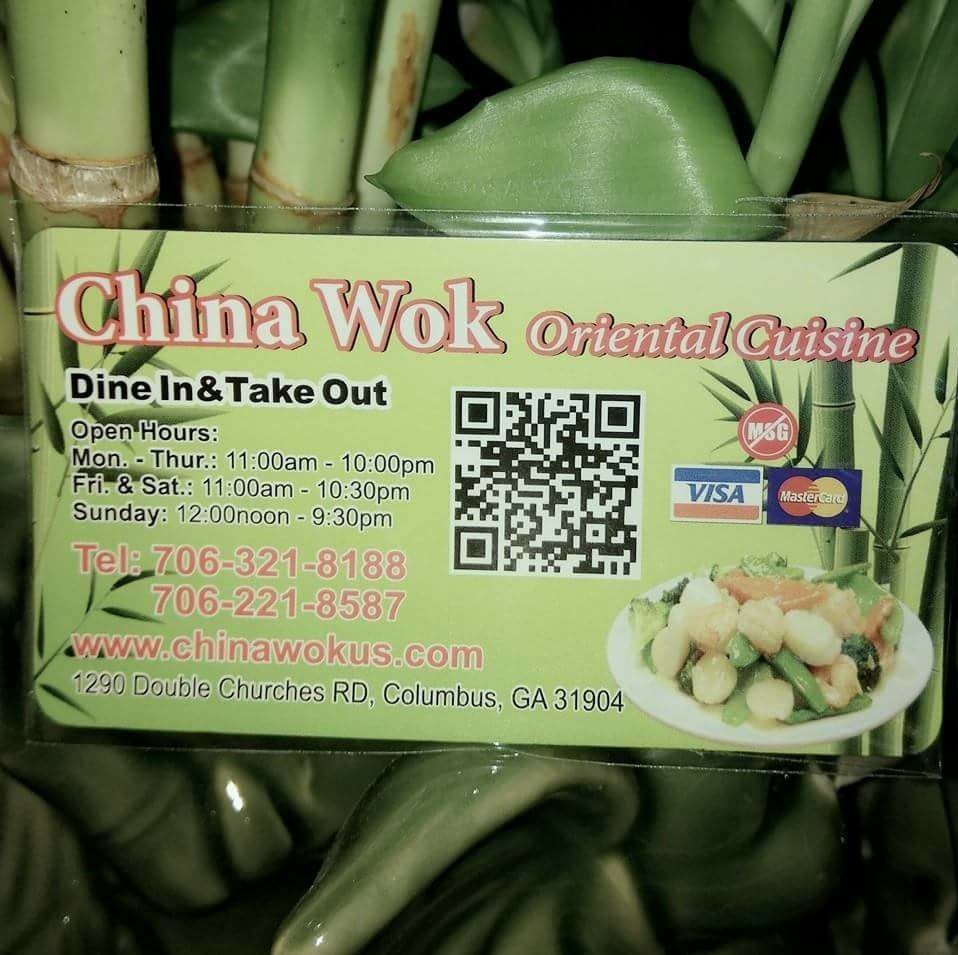 China Wok Oriental Cuisine
Dine In&Take Out
Open Hours:
Mon. - Thur.: 11:00am - 10:00pm
Fri. & Sat.: 11:00am - 10:30pm
Sunday: 12:00noon - 9:30pm
Tel: 706-321-8188
706-221-8587
www.chinawokus.com
1290 Double Churches RD, Columbus, GA 31904
MSG
VISA
MasterCard